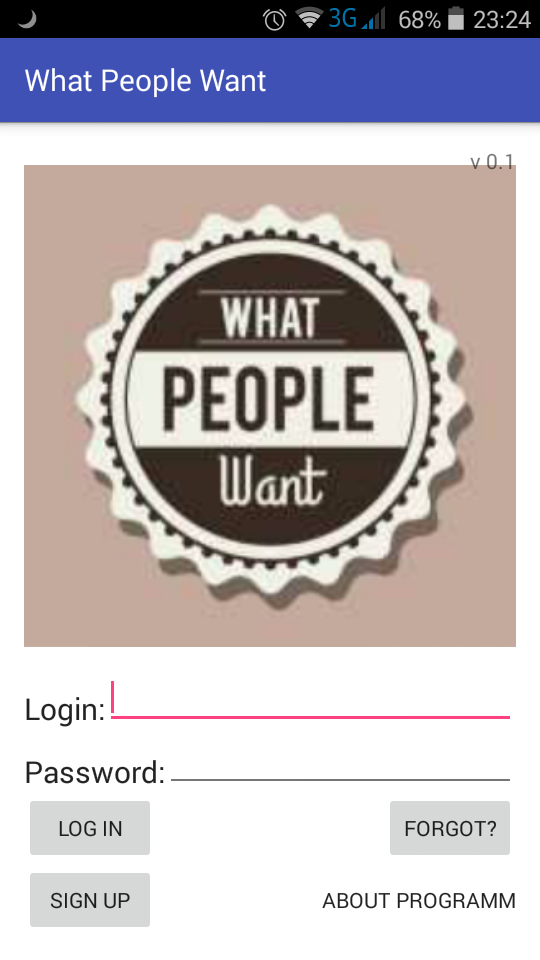 3G 68% 23:24
What People Want
v 0.1
WHAT
PEOPLE
Want
Login:
Password:
LOG IN FORGOT?
SIGN UP ABOUT PROGRAMM